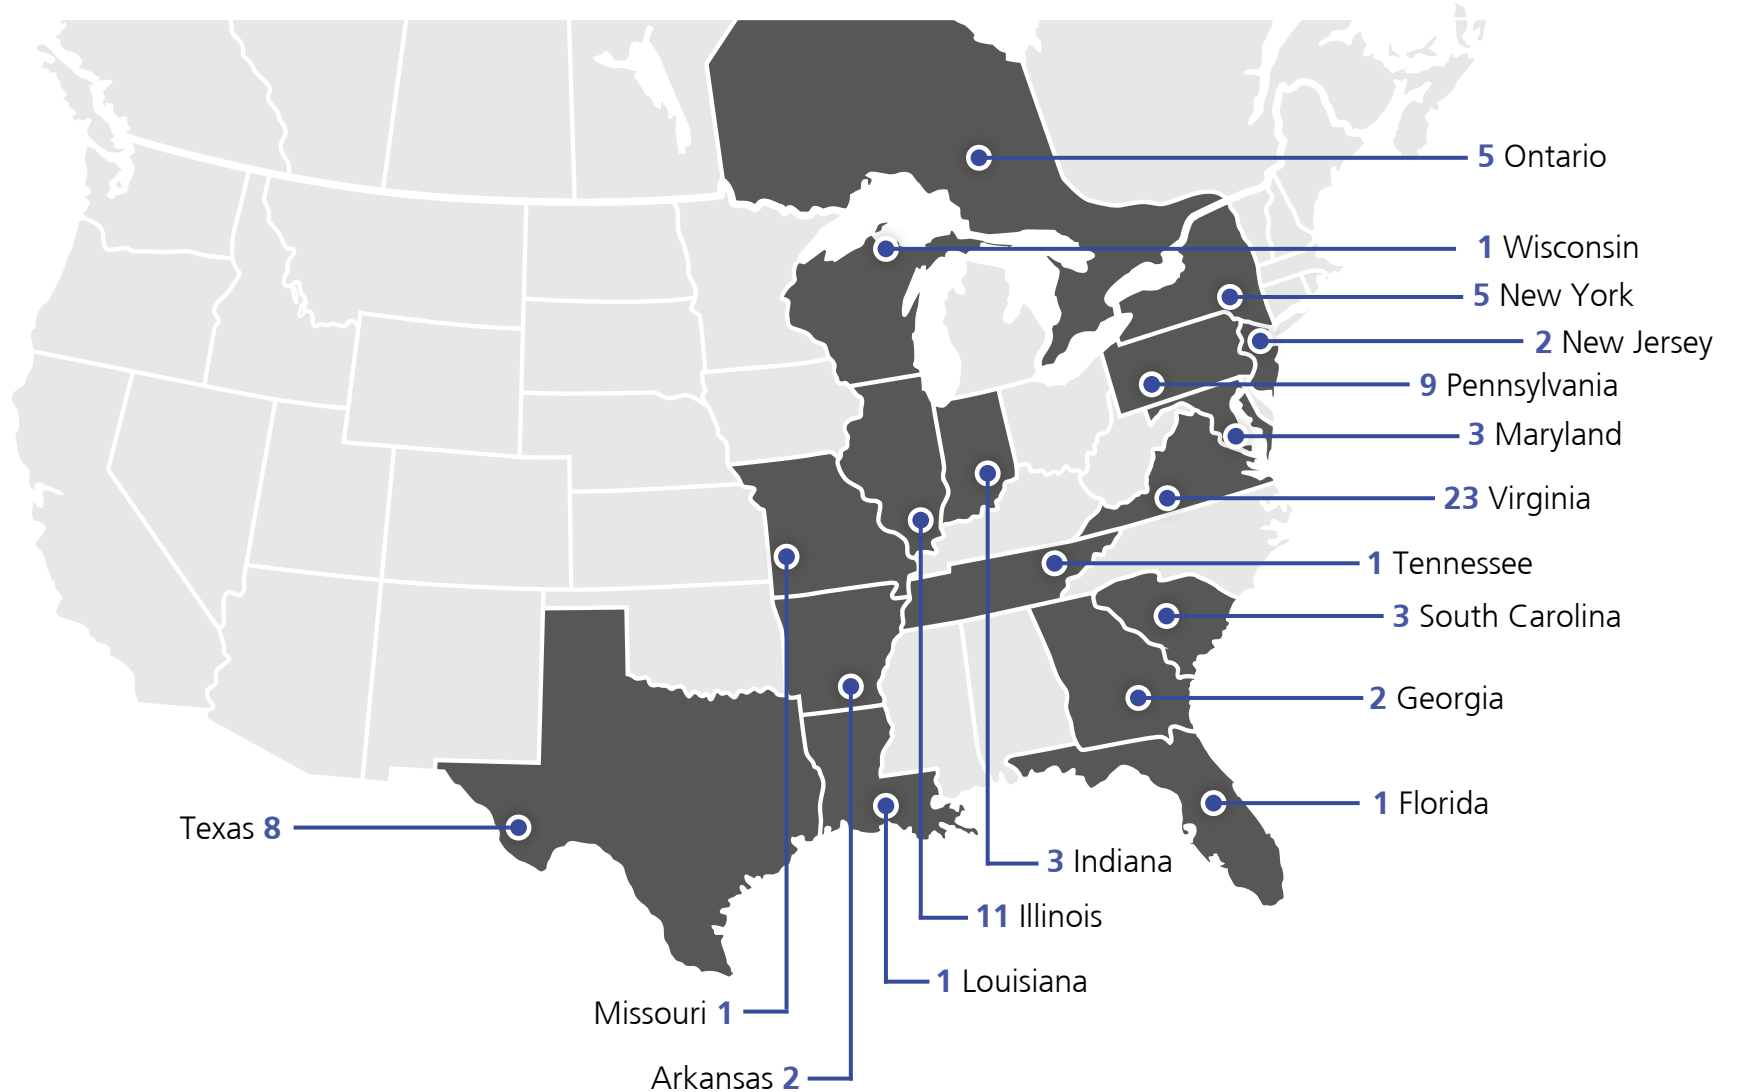 5 Ontario
1 Wisconsin
5 New York
2 New Jersey
9 Pennsylvania
3 Maryland
23 Virginia
1 Tennessee
3 South Carolina
2 Georgia
1 Florida
Texas 8
3 Indiana
11 Illinois
1 Louisiana
Missouri 1
Arkansas 2